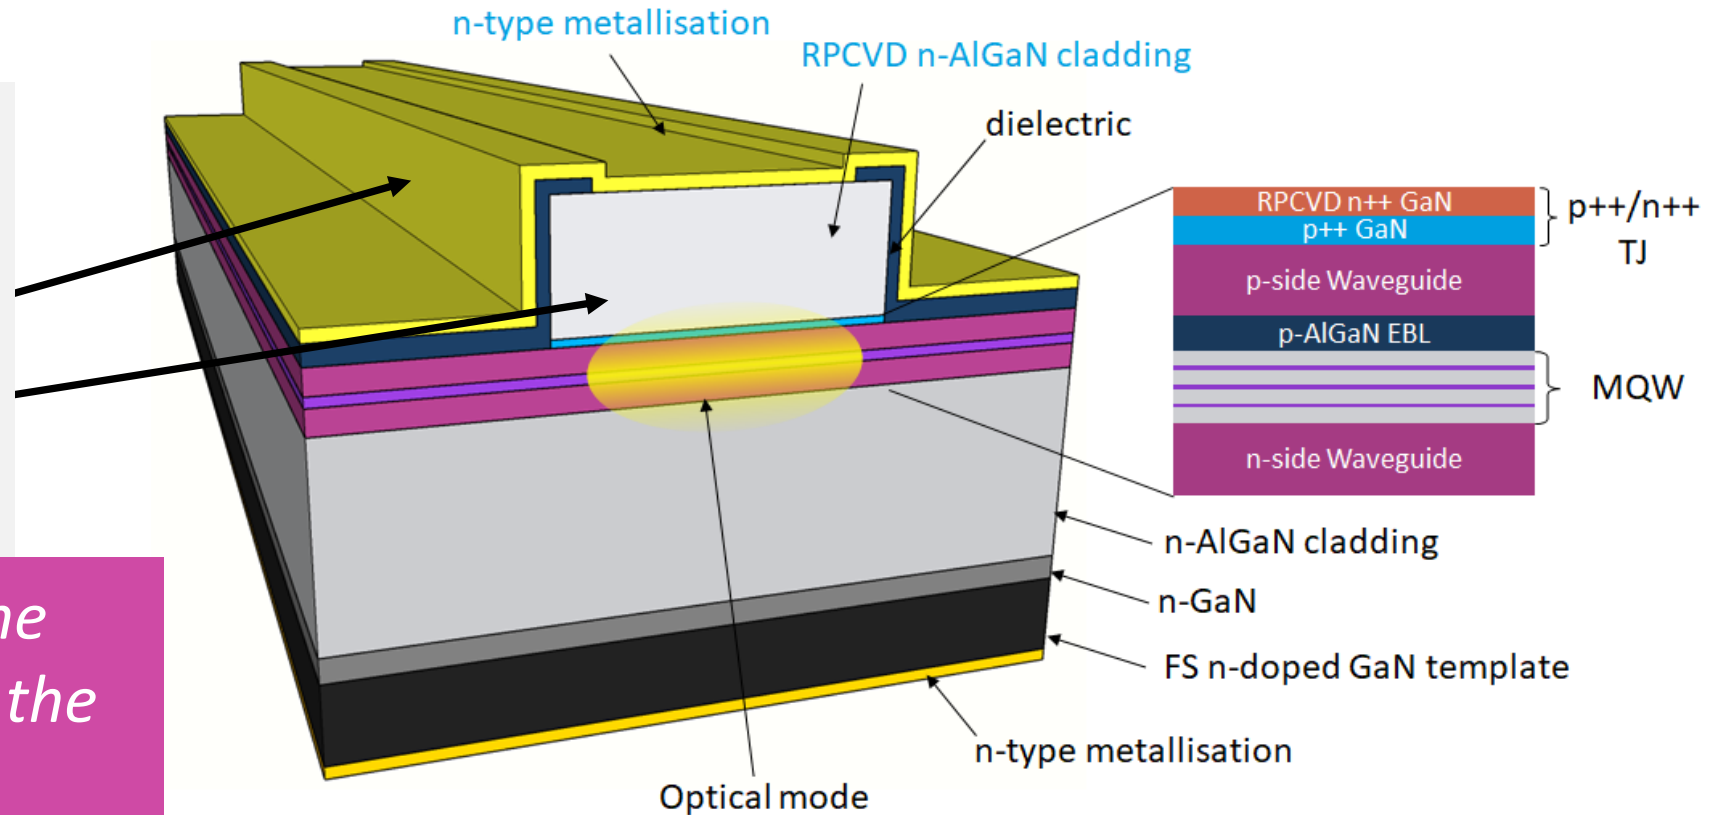 n-type metallisation
RPCVD n-AlGaN cladding
dielectric
RPCVD n++ GaN
p++ GaN
p++/n++
TJ
p-side Waveguide
p-AlGaN EBL
MQW
n-side Waveguide
n-AlGaN cladding
n-GaN
FS n-doped GaN template
n-type metallisation
Optical mode
the